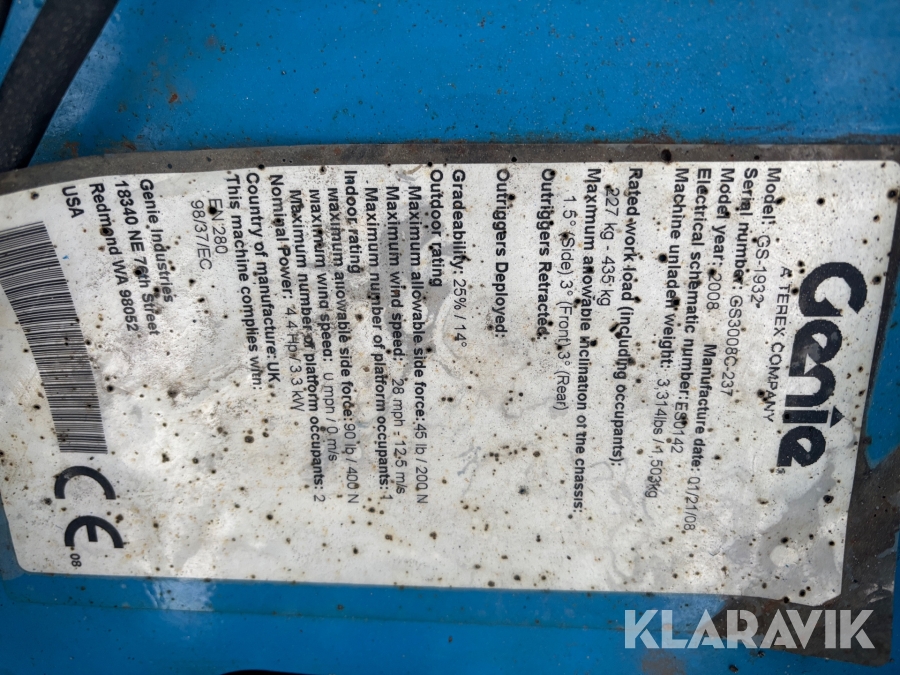 Genie
A TEREX COMPANY
Model: GS-1932
Serial number: GS3008C-237
Model year: 2008 Manufacture date: 01/21/08
Electrical schematic number: ES0142
Machine unladen weight: 3,314lbs / 1,503kg
Rated work load (including occupants):
227 kg 435 kg
Maximum allowable inclination of the chassis:
1.5° (Side) 3° (Front) 3° (Rear)
Outriggers Retracted:
Outriggers Deployed:
Gradeability: 25% / 14°
Outdoor rating
Maximum allowable side force: 45 lb / 200 N
Maximum wind speed: 28 mph : 12.5 m/s
Maximum number of platform occupants: 1
Indoor rating
Maximum allowable side force: 90 lb / 400 N
Maximum wind speed: 0 mph / 0 m/s
Maximum number of platform occupants: 2
Nominal Power: 4.4 Hp / 3.3 kW
Country of manufacture: UK
This machine complies with:
EN 280
98/37/EC
Genie Industries
18340 NE 76th Street
Redmond WA 98052
USA
CE
08
KLARAVIK